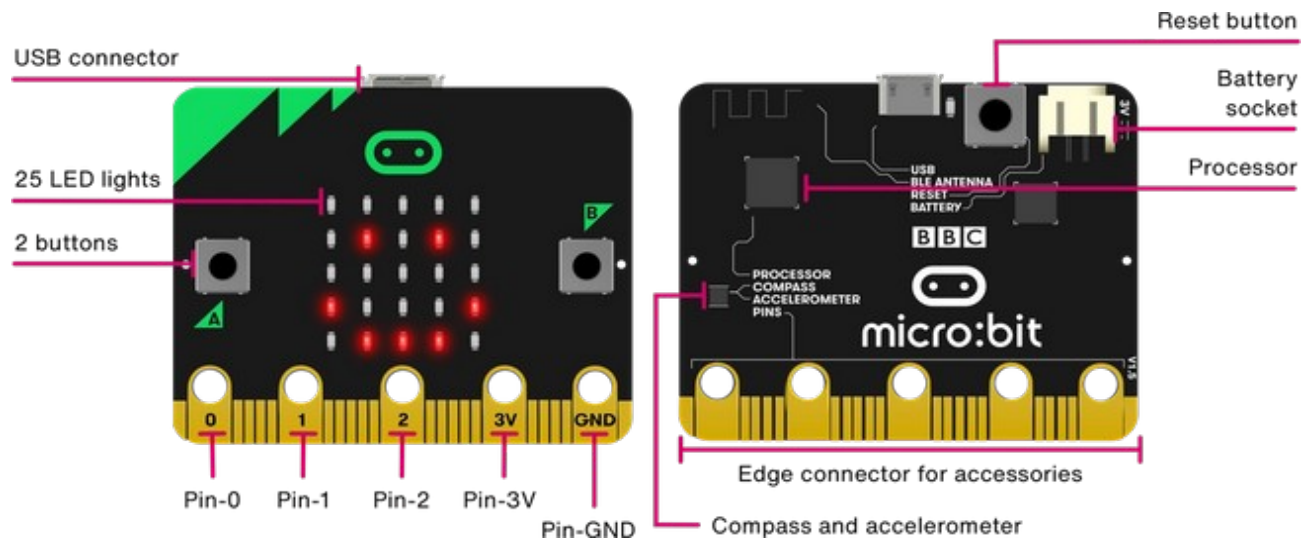 Reset button
USB connector
Battery
socket
3V
25 LED lights
Processor
USB
BLE ANTENNA
RESET
BATTERY
B
2 buttons
BBC
PROCESSOR
COMPASS
ACCELEROMETER
PINS
A
micro:bit
V1.5
0 1 2 3V GND
Edge connector for accessories
Pin-0 Pin-1 Pin-2 Pin-3V
Pin-GND
Compass and accelerometer